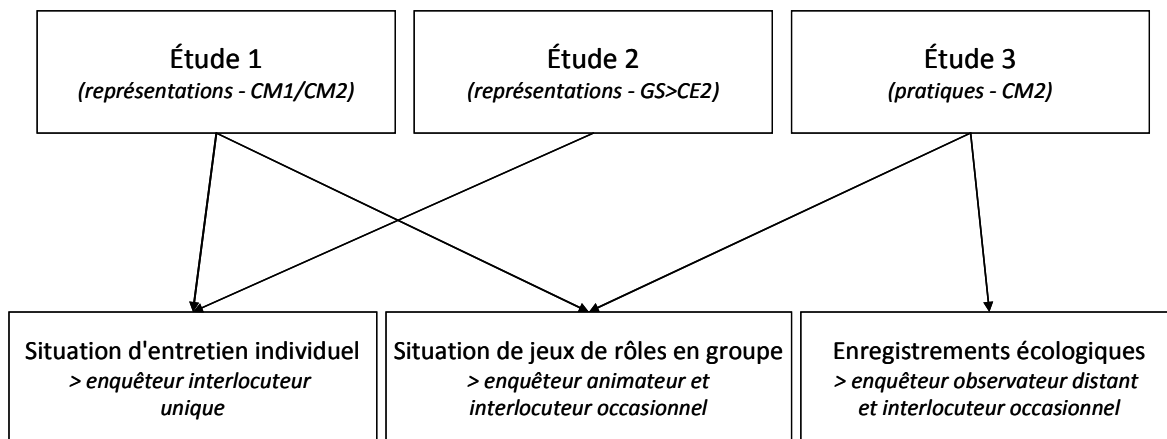 Étude 1
(représentations - CM1/CM2)
Étude 2
(représentations - GS>CE2)
Étude 3
(pratiques - CM2)
Situation d'entretien individuel
> enquêteur interlocuteur
unique
Situation de jeux de rôles en groupe
> enquêteur animateur et
interlocuteur occasionnel
Enregistrements écologiques
> enquêteur observateur distant
et interlocuteur occasionnel